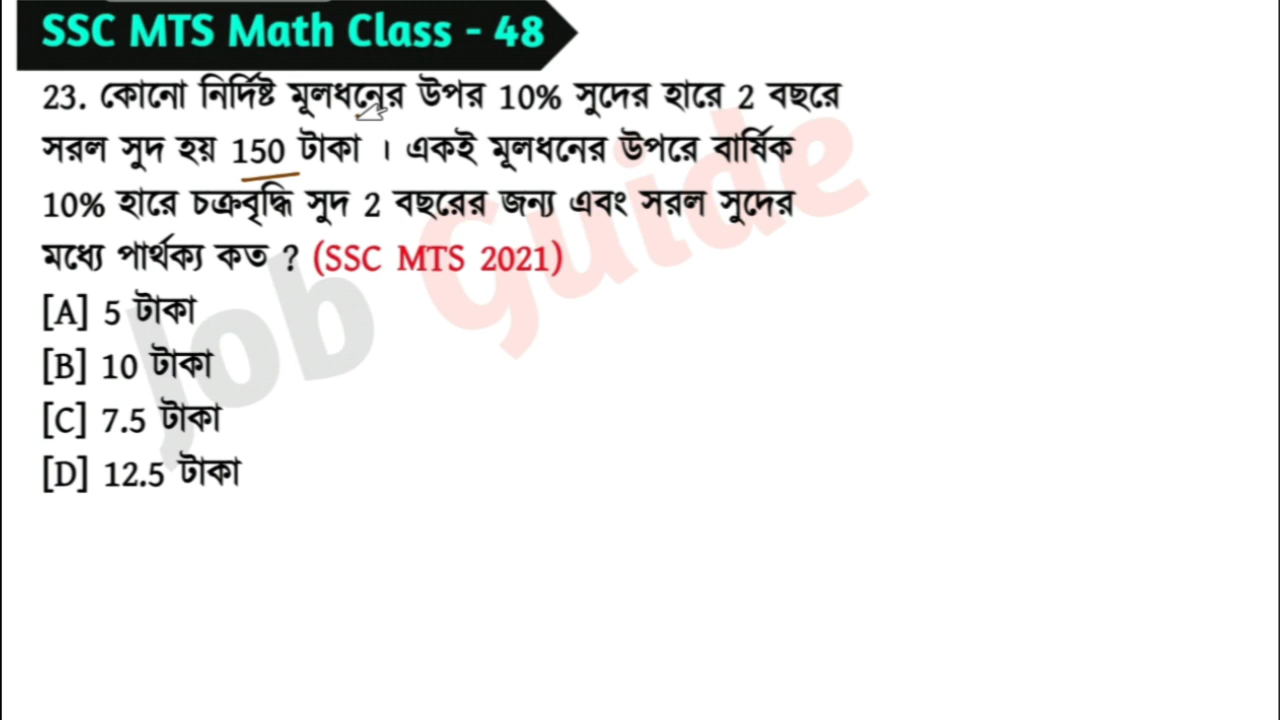 SSC MTS Math Class - 48
23. কোনো নির্দিষ্ট মূলধনের উপর 10% সুদের হারে 2 বছরে
সরল সুদ হয় 150 টাকা । একই মূলধনের উপরে বার্ষিক
10% হারে চক্রবৃদ্ধি সুদ 2 বছরের জন্য এবং সরল সুদের
মধ্যে পার্থক্য কত ? (SSC MTS 2021)
[A] 5 টাকা
[B] 10 টাকা
[C] 7.5 টাকা
[D] 12.5 টাকা
Job Guide